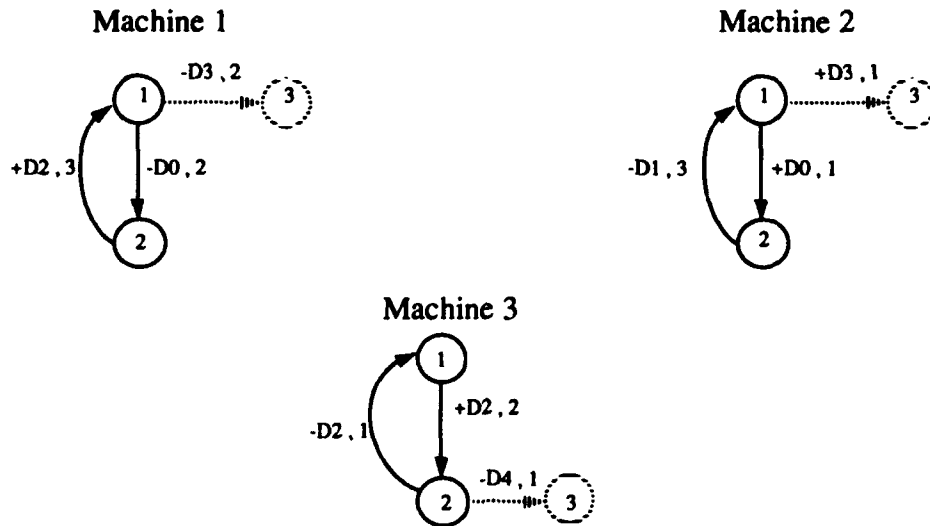 Machine 1
-D3 , 2
1
3
+D2 , 3
-D0 , 2
2
Machine 2
+D3 , 1
1
3
-D1 , 3
+D0 , 1
2
Machine 3
1
+D2 , 2
-D2 , 1
-D4 , 1
2
3